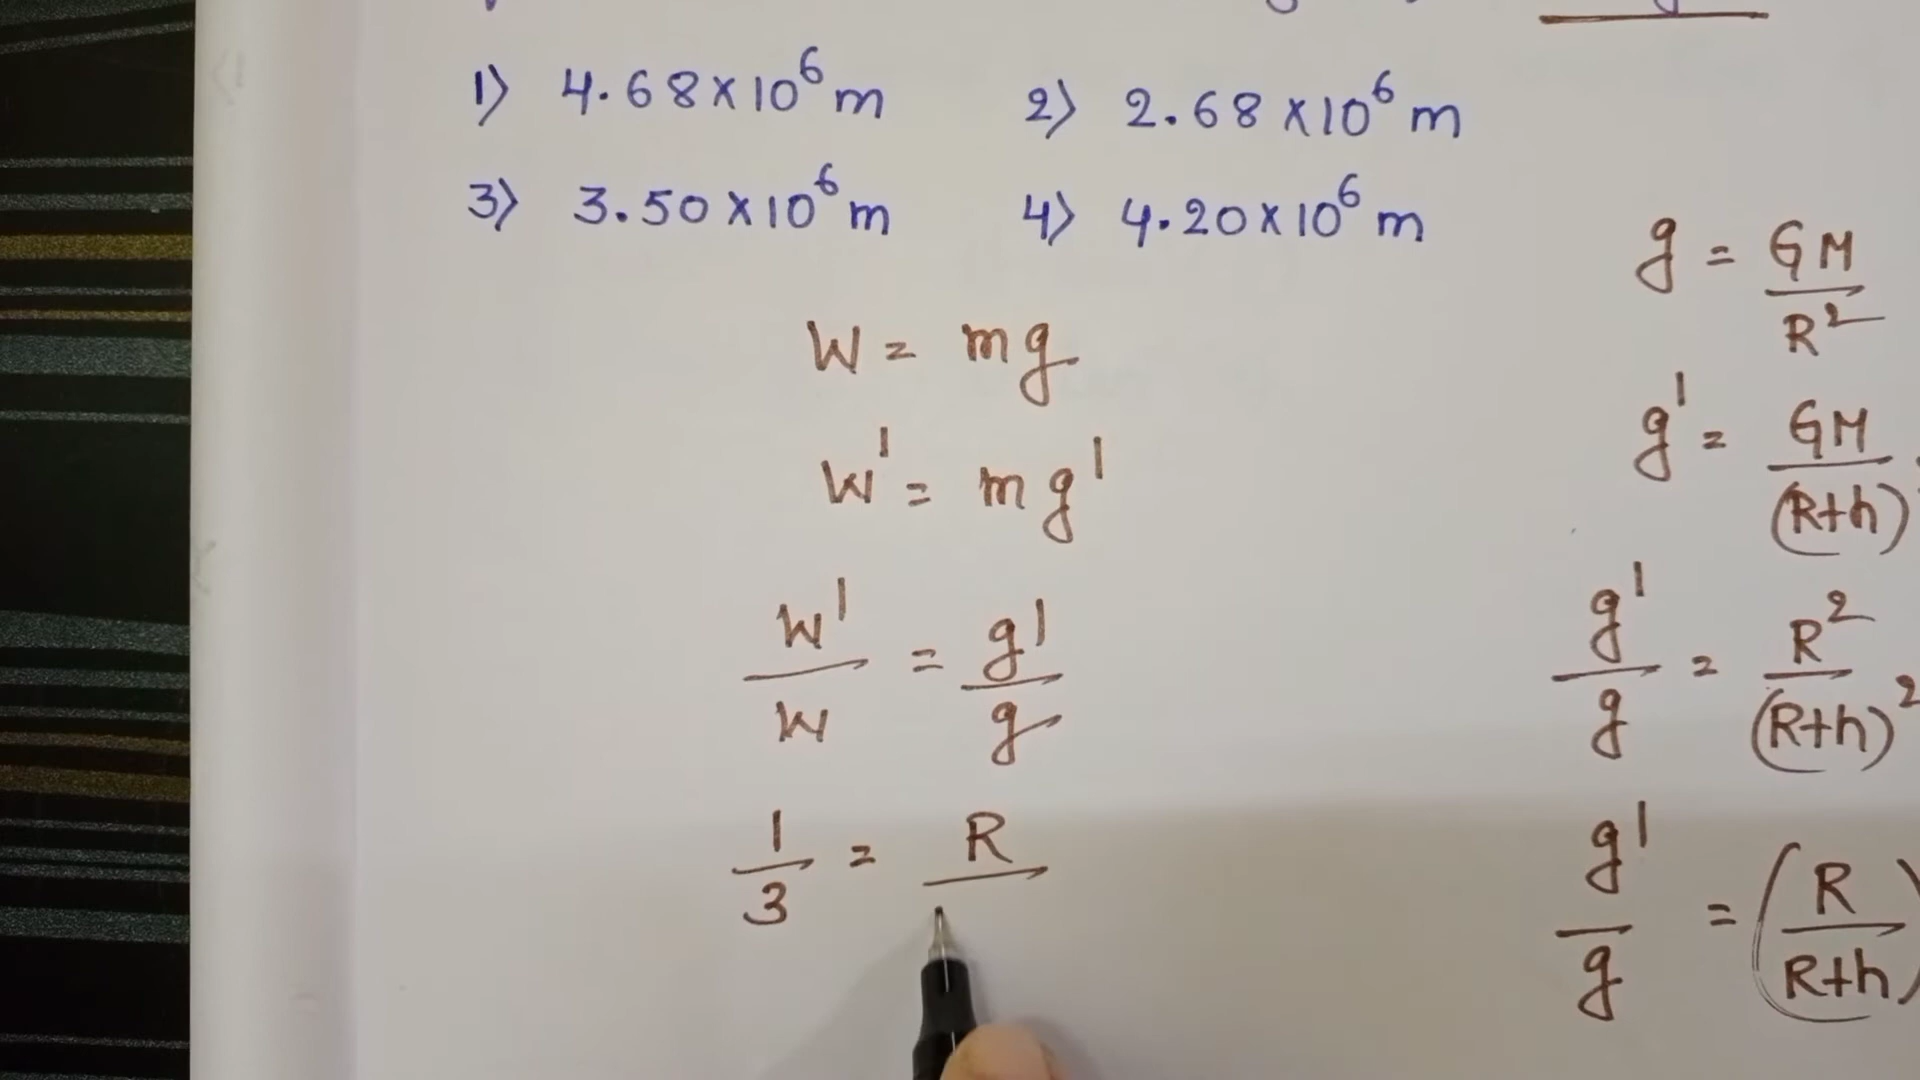 1) 4.68×10⁶ m 2) 2.68×10⁶ m
3) 3.50×10⁶ m 4) 4.20×10⁶ m
W = mg
W' = mg'
W'/W = g'/g
1/3 = R
g = GM/R²
g' = GM/(R+h)
g'/g = R²/(R+h)²
g'/g = (R/R+h)